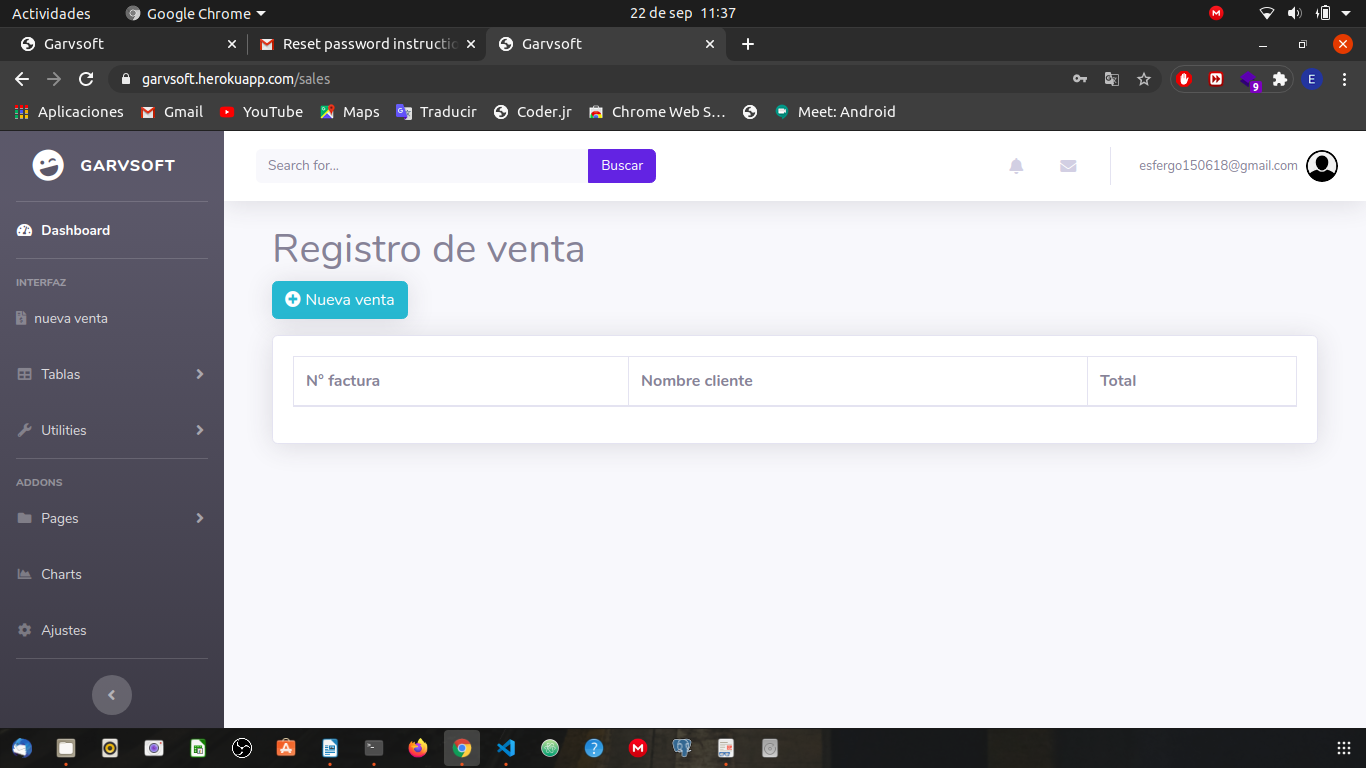 Actividades Google Chrome 22 de sep 11:37
Garvsoft Reset password instructio Garvsoft
garvsoft.herokuapp.com/sales E
9
Aplicaciones Gmail YouTube Maps Traducir Coder.jr Chrome Web S… Meet: Android
GARVSOFT
Search for... Buscar esfergo150618@gmail.com
Dashboard
INTERFAZ
nueva venta
Tablas
Utilities
ADDONS
Pages
Charts
Ajustes
Registro de venta
Nueva venta
N° factura Nombre cliente Total